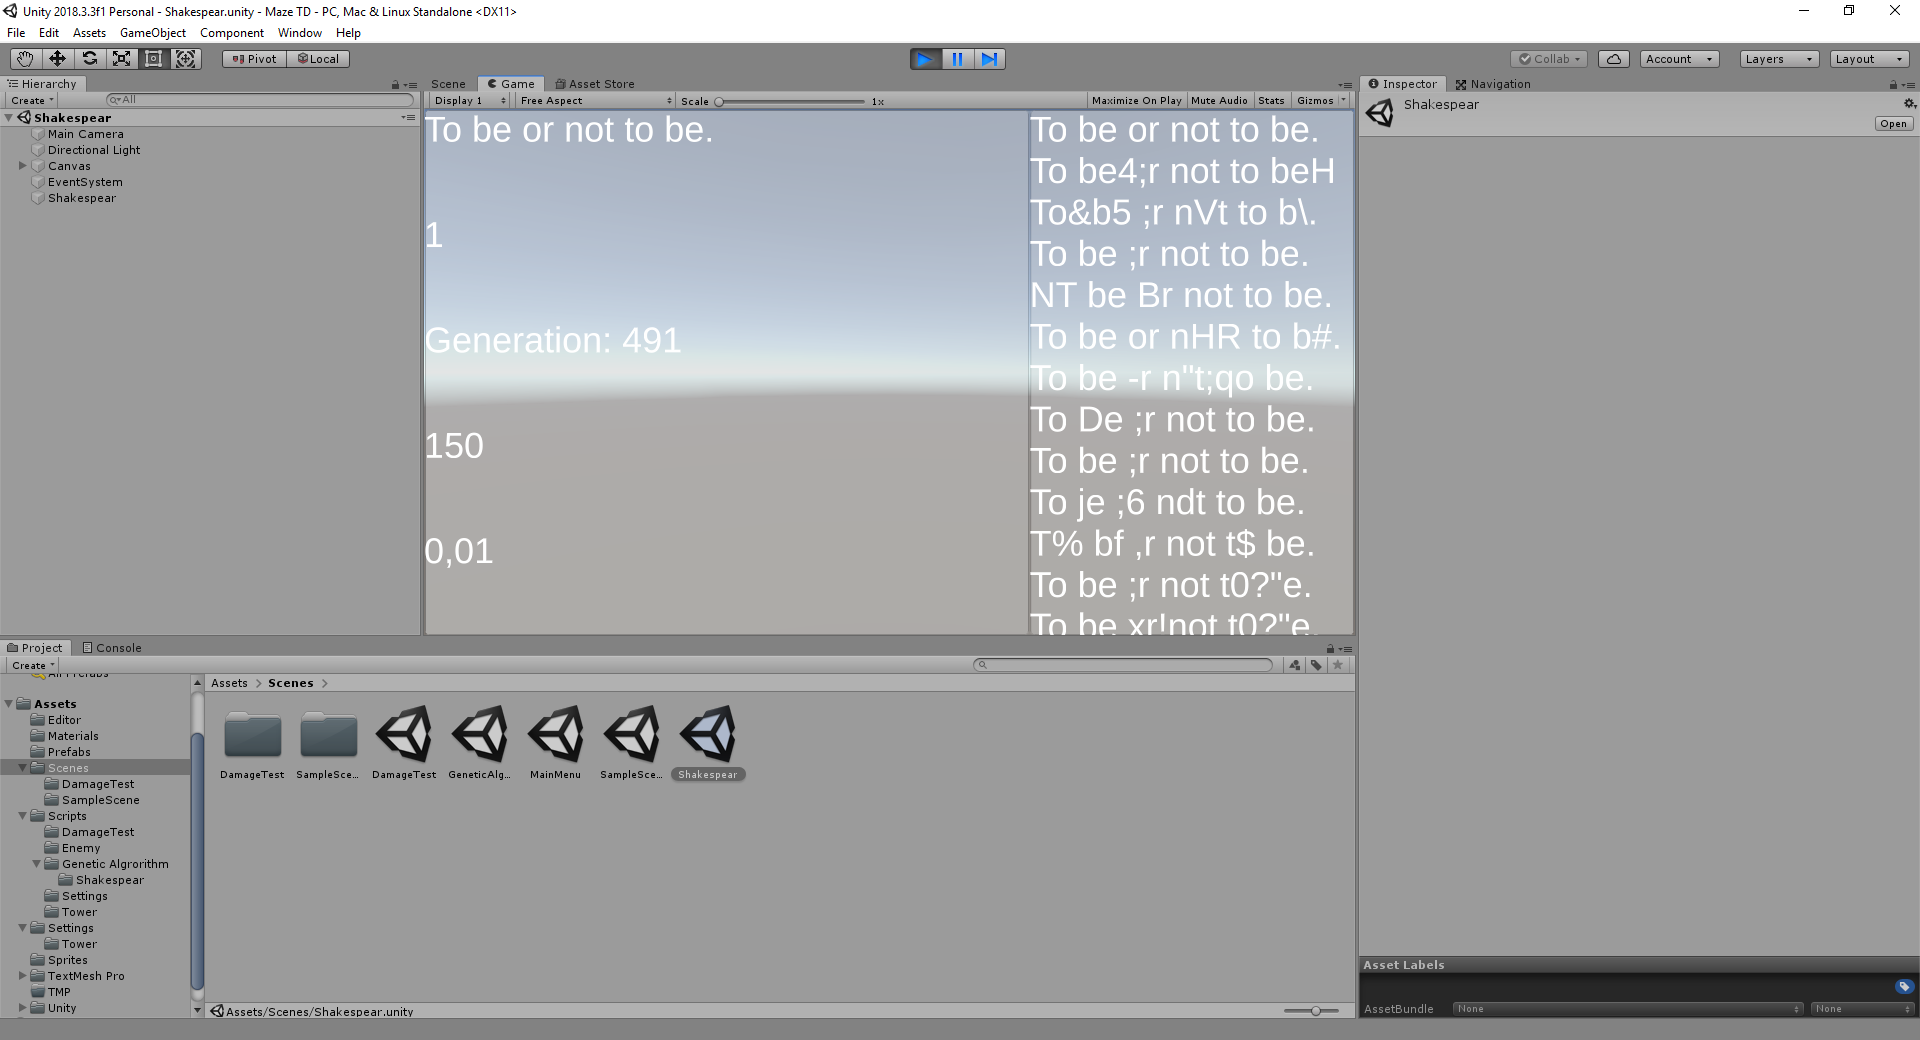 Unity 2018.3.3f1 Personal - Shakespear.unity - Maze TD - PC, Mac & Linux Standalone <DX11>
File Edit Assets GameObject Component Window Help
Pivot Local Collab Account Layers Layout
Hierarchy
Create All
Shakespear
Main Camera
Directional Light
Canvas
EventSystem
Shakespear
Scene Game Asset Store
Display 1 Free Aspect Scale 1x Maximize On Play Mute Audio Stats Gizmos
To be or not to be.
1
Generation: 491
150
0,01
To be or not to be.
To be4;r not to beH
To&b5 ;r nVt to b\.
To be ;r not to be.
NT be Br not to be.
To be or nHR to b#.
To be -r n"t;qo be.
To De ;r not to be.
To be ;r not to be.
To je ;6 ndt to be.
T% bf ,r not t$ be.
To be ;r not t0?"e.
To be xr!not t0?"e.
Inspector Navigation
Shakespear
Open
Project Console
Create
All Prefabs
Assets
Editor
Materials
Prefabs
Scenes
DamageTest
SampleScene
Scripts
DamageTest
Enemy
Genetic Algrorithm
Shakespear
Settings
Tower
Settings
Tower
Sprites
TextMesh Pro
TMP
Unity
Assets > Scenes >
DamageTest SampleSce... DamageTest GeneticAlg... MainMenu SampleSce... Shakespear
Assets/Scenes/Shakespear.unity
Asset Labels
AssetBundle None None